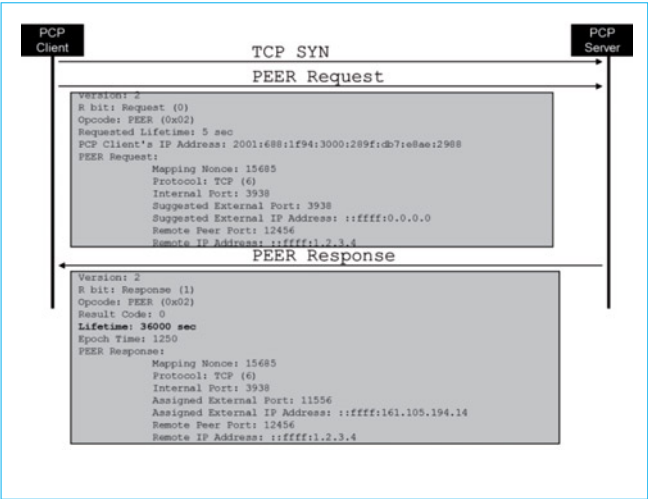 PCP
Client
PCP
Server
TCP SYN
PEER Request
Version: 2
R bit: Request (0)
Opcode: PEER (0x02)
Requested Lifetime: 5 sec
PCP Client's IP Address: 2001:688:1f94:3000:289f:db7:e8ae:2988
PEER Request:
Mapping Nonce: 15685
Protocol: TCP (6)
Internal Port: 3938
Suggested External Port: 3938
Suggested External IP Address: ::ffff:0.0.0.0
Remote Peer Port: 12456
Remote IP Address: ::ffff:1.2.3.4
PEER Response
Version: 2
R bit: Response (1)
Opcode: PEER (0x02)
Result Code: 0
Lifetime: 36000 sec
Epoch Time: 1250
PEER Response:
Mapping Nonce: 15685
Protocol: TCP (6)
Internal Port: 3938
Assigned External Port: 11556
Assigned External IP Address: ::ffff:161.105.194.14
Remote Peer Port: 12456
Remote IP Address: ::ffff:1.2.3.4